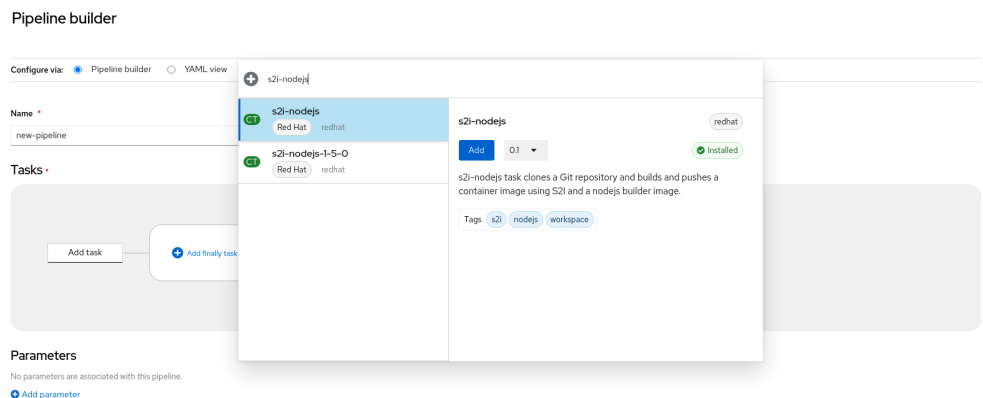 Pipeline builder
Configure via: Pipeline builder YAML view
Name *
new-pipeline
Tasks *
Add task
Add finally task
Parameters
No parameters are associated with this pipeline.
Add parameter
s2i-nodejs
CT s2i-nodejs
Red Hat redhat
CT s2i-nodejs-1-5-0
Red Hat redhat
s2i-nodejs redhat
Add 0.1 Installed
s2i-nodejs task clones a Git repository and builds and pushes a
container image using S2I and a nodejs builder image.
Tags s2i nodejs workspace